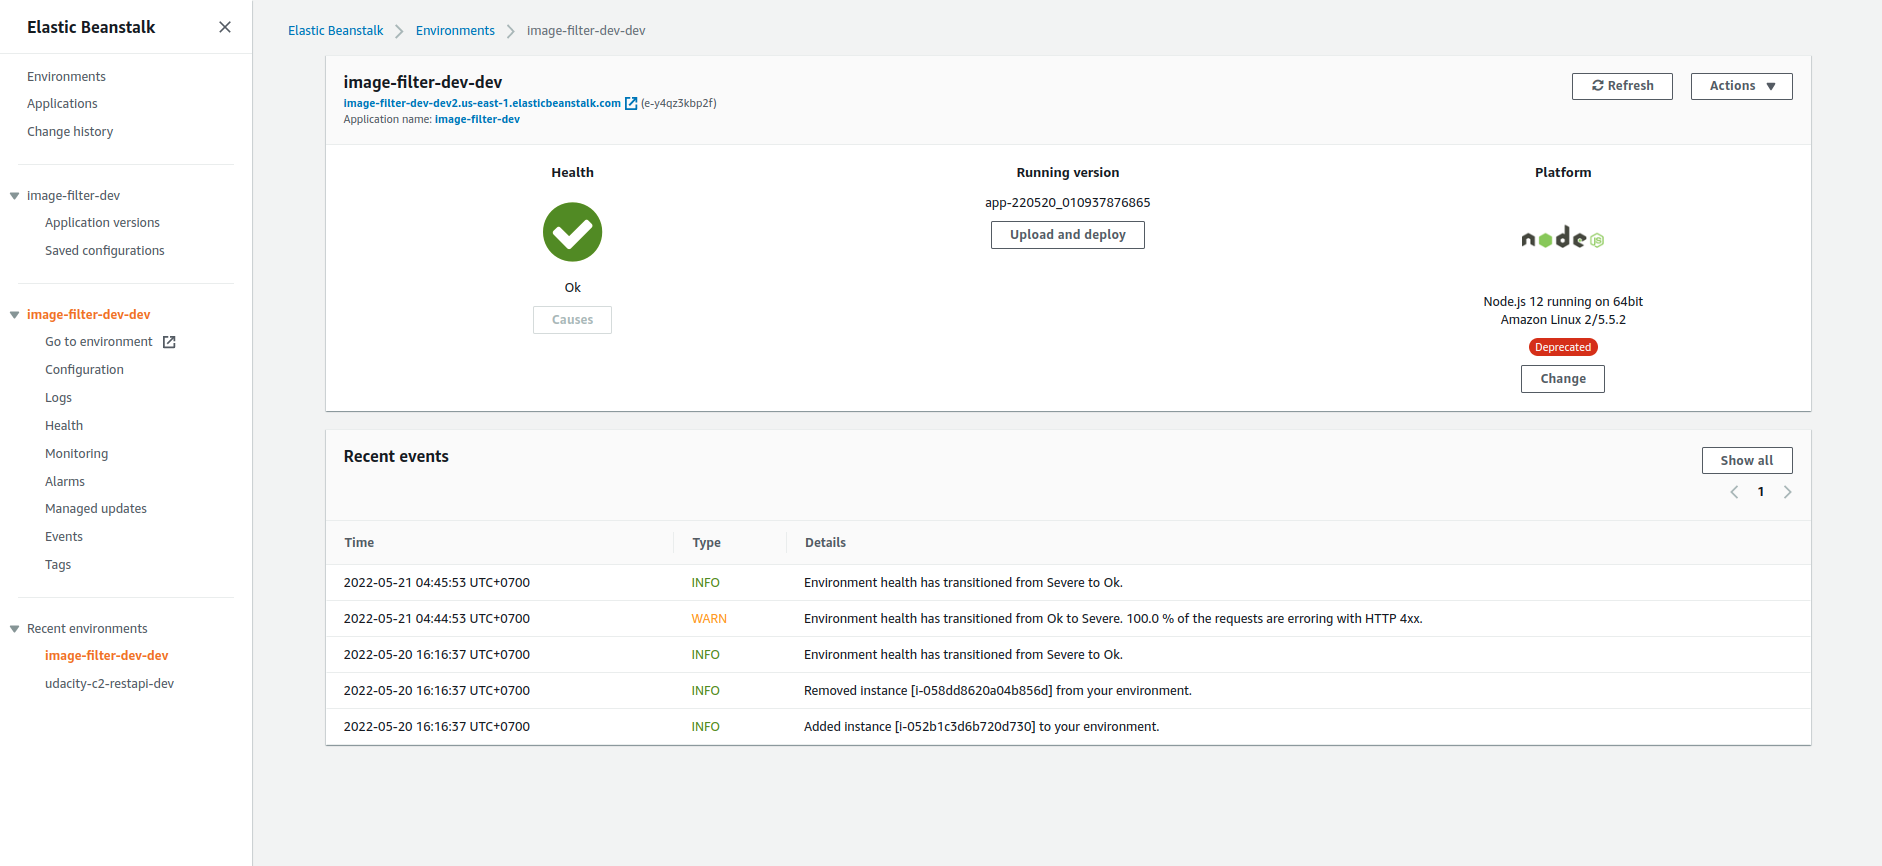 Elastic Beanstalk
Environments
Applications
Change history
image-filter-dev
Application versions
Saved configurations
image-filter-dev-dev
Go to environment
Configuration
Logs
Health
Monitoring
Alarms
Managed updates
Events
Tags
Recent environments
image-filter-dev-dev
udacity-c2-restapi-dev
Elastic Beanstalk Environments image-filter-dev-dev
image-filter-dev-dev
image-filter-dev-dev2.us-east-1.elasticbeanstalk.com (e-y4qz3kbp2f)
Application name: image-filter-dev
Refresh Actions
Health
Ok
Causes
Running version
app-220520_010937876865
Upload and deploy
Platform
node JS
Node.js 12 running on 64bit
Amazon Linux 2/5.5.2
Deprecated
Change
Recent events
Show all
1
Time Type Details
2022-05-21 04:45:53 UTC+0700 INFO Environment health has transitioned from Severe to Ok.
2022-05-21 04:44:53 UTC+0700 WARN Environment health has transitioned from Ok to Severe. 100.0 % of the requests are erroring with HTTP 4xx.
2022-05-20 16:16:37 UTC+0700 INFO Environment health has transitioned from Severe to Ok.
2022-05-20 16:16:37 UTC+0700 INFO Removed instance [i-058dd8620a04b856d] from your environment.
2022-05-20 16:16:37 UTC+0700 INFO Added instance [i-052b1c3d6b720d730] to your environment.